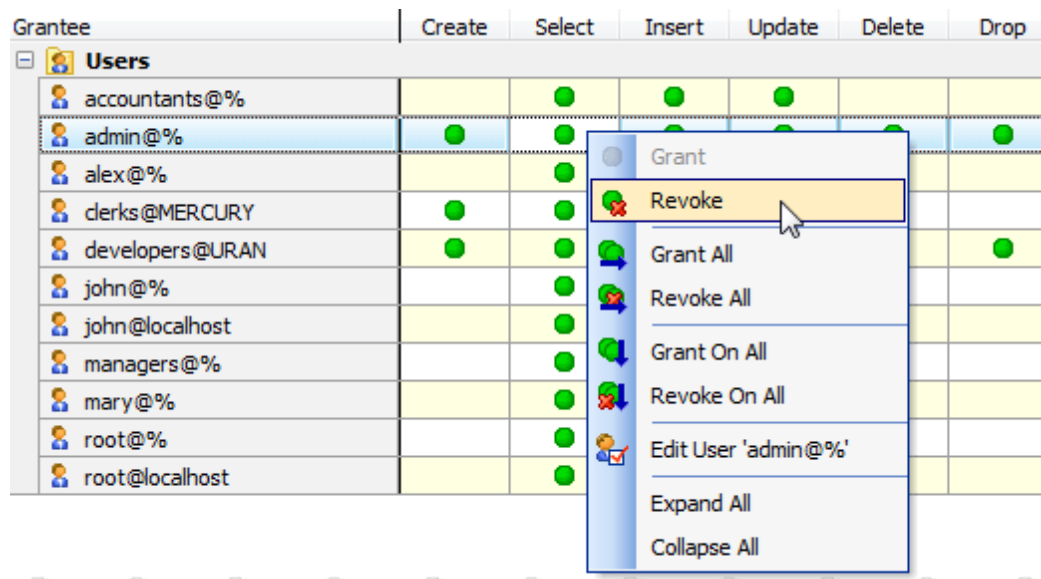 Grantee Create Select Insert Update Delete Drop
Users
accountants@%
admin@%
alex@%
clerks@MERCURY
developers@URAN
john@%
john@localhost
managers@%
mary@%
root@%
root@localhost
Grant
Revoke
Grant All
Revoke All
Grant On All
Revoke On All
Edit User 'admin@%'
Expand All
Collapse All